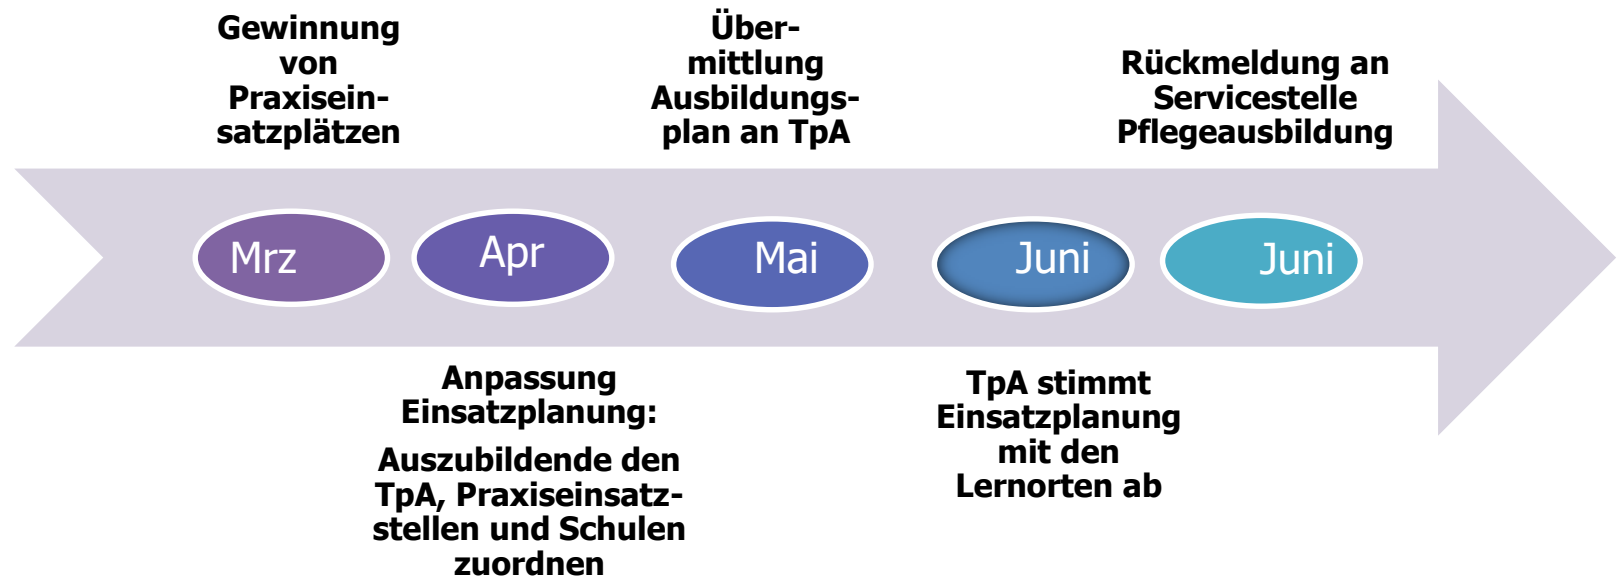 Gewinnung
von
Praxisein-
satzplätzen
Über-
mittlung
Ausbildungs-
plan an TpA
Rückmeldung an
Servicestelle
Pflegeausbildung
Mrz
Apr
Mai
Juni
Juni
Anpassung
Einsatzplanung:
Auszubildende den
TpA, Praxiseinsatz-
stellen und Schulen
zuordnen
TpA stimmt
Einsatzplanung
mit den
Lernorten ab